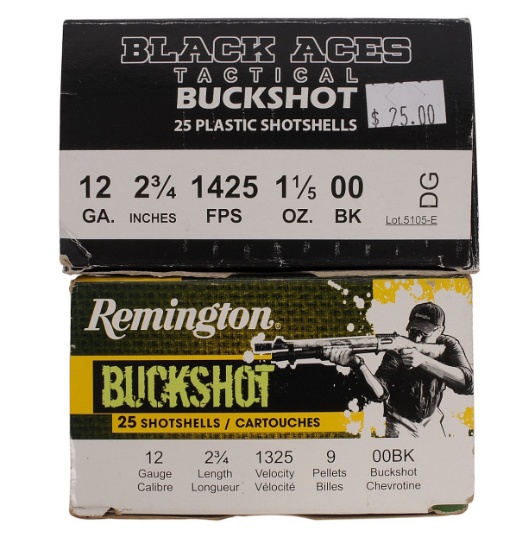 BLACK ACES
TACTICAL
BUCKSHOT
25 PLASTIC SHOTSHELLS
$ 25.00
12 2¾ 1425 1⅕ 00
GA. INCHES FPS OZ. BK
DG
Lot.5105-E
Remington®
BUCKSHOT
25 SHOTSHELLS / CARTOUCHES
12 2¾ 1325 9 00BK
Gauge Length Velocity Pellets Buckshot
Calibre Longueur Vélocité Billes Chevrotine